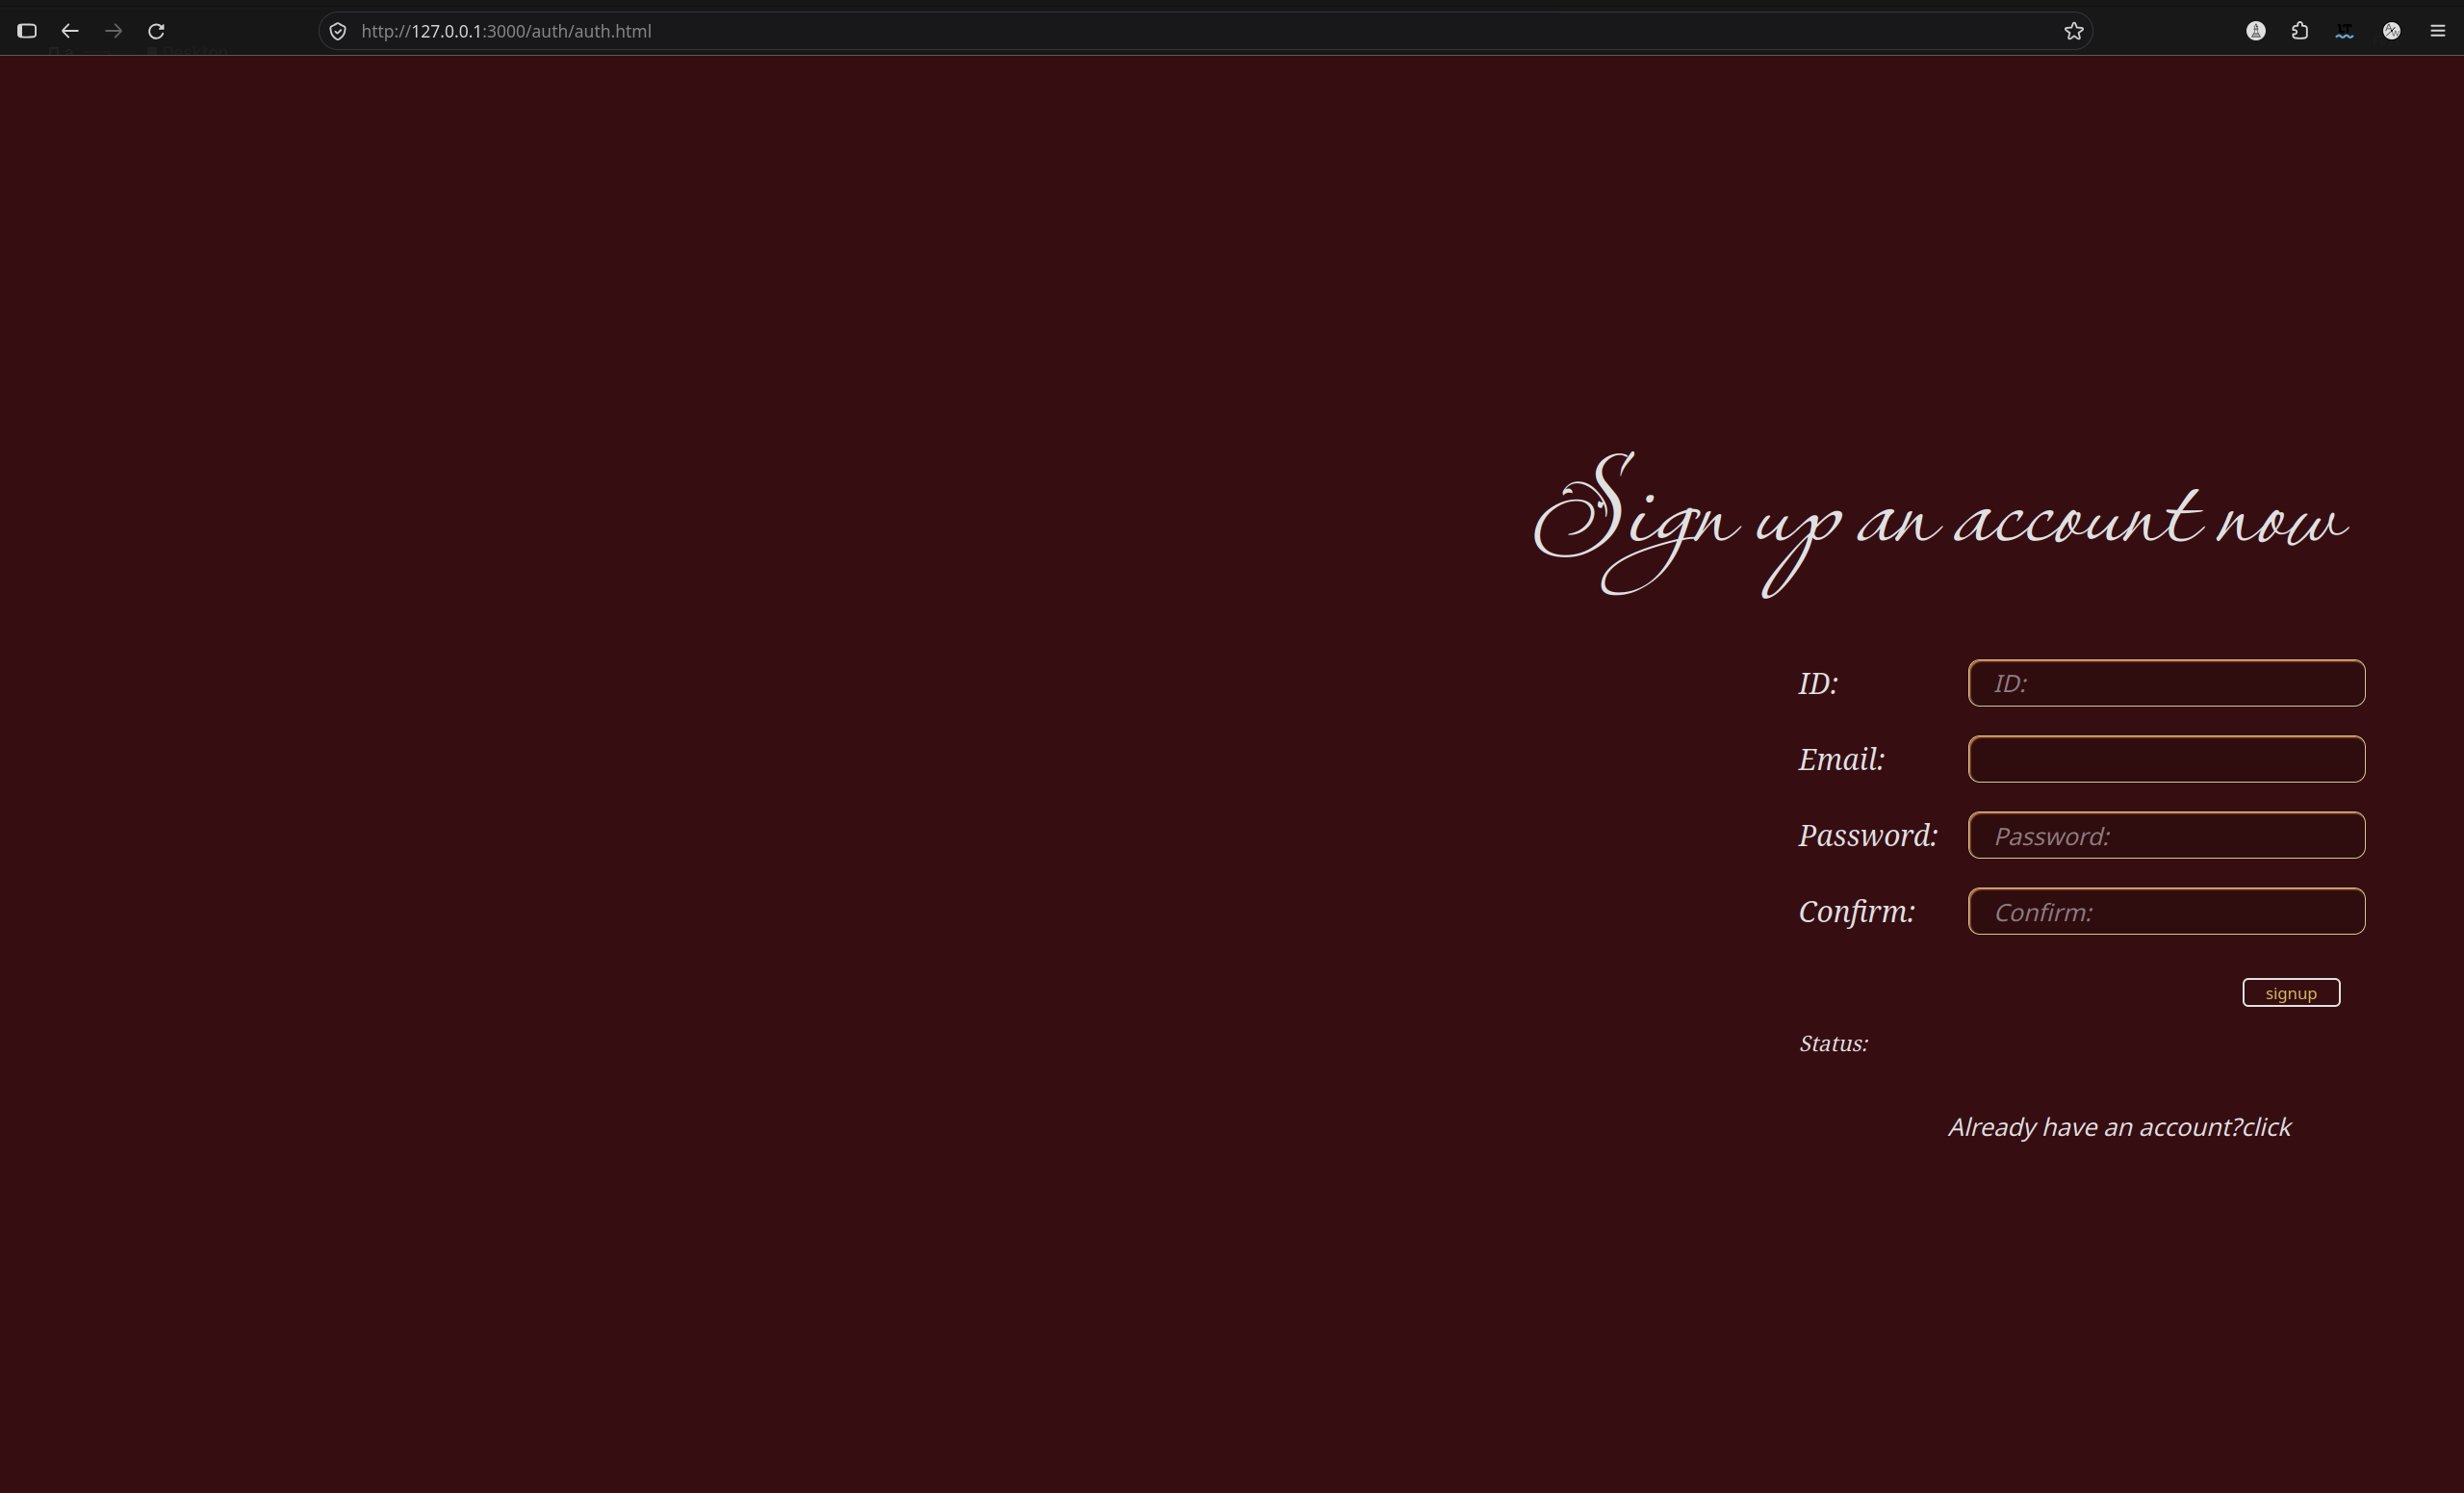 http://127.0.0.1:3000/auth/auth.html
Sign up an account now
ID: ID:
Email:
Password: Password:
Confirm: Confirm:
signup
Status:
Already have an account?click